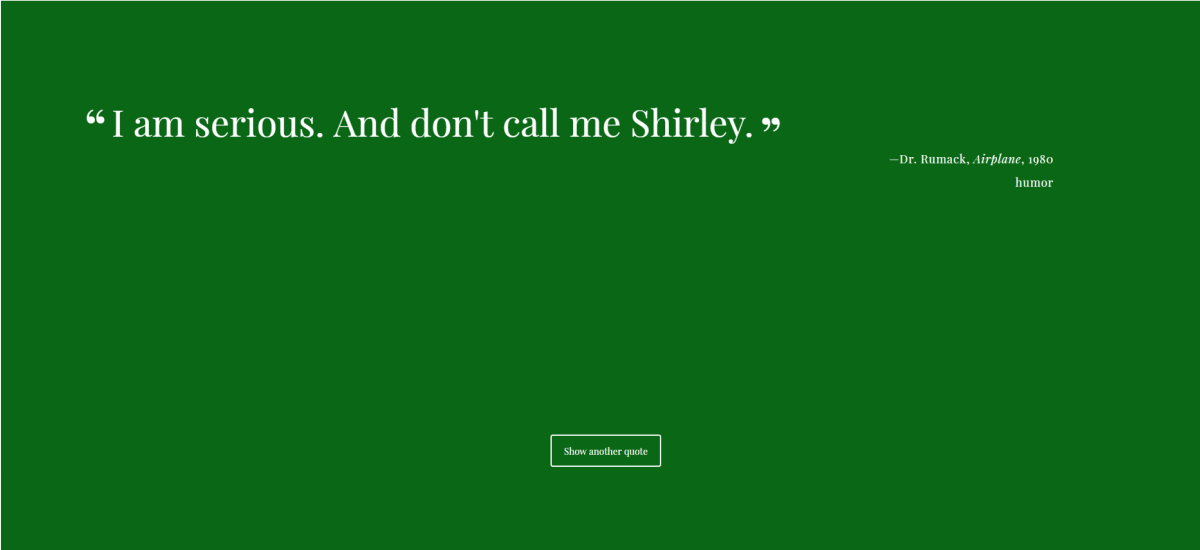 “ I am serious. And don't call me Shirley. ”
—Dr. Rumack, Airplane, 1980
humor
Show another quote